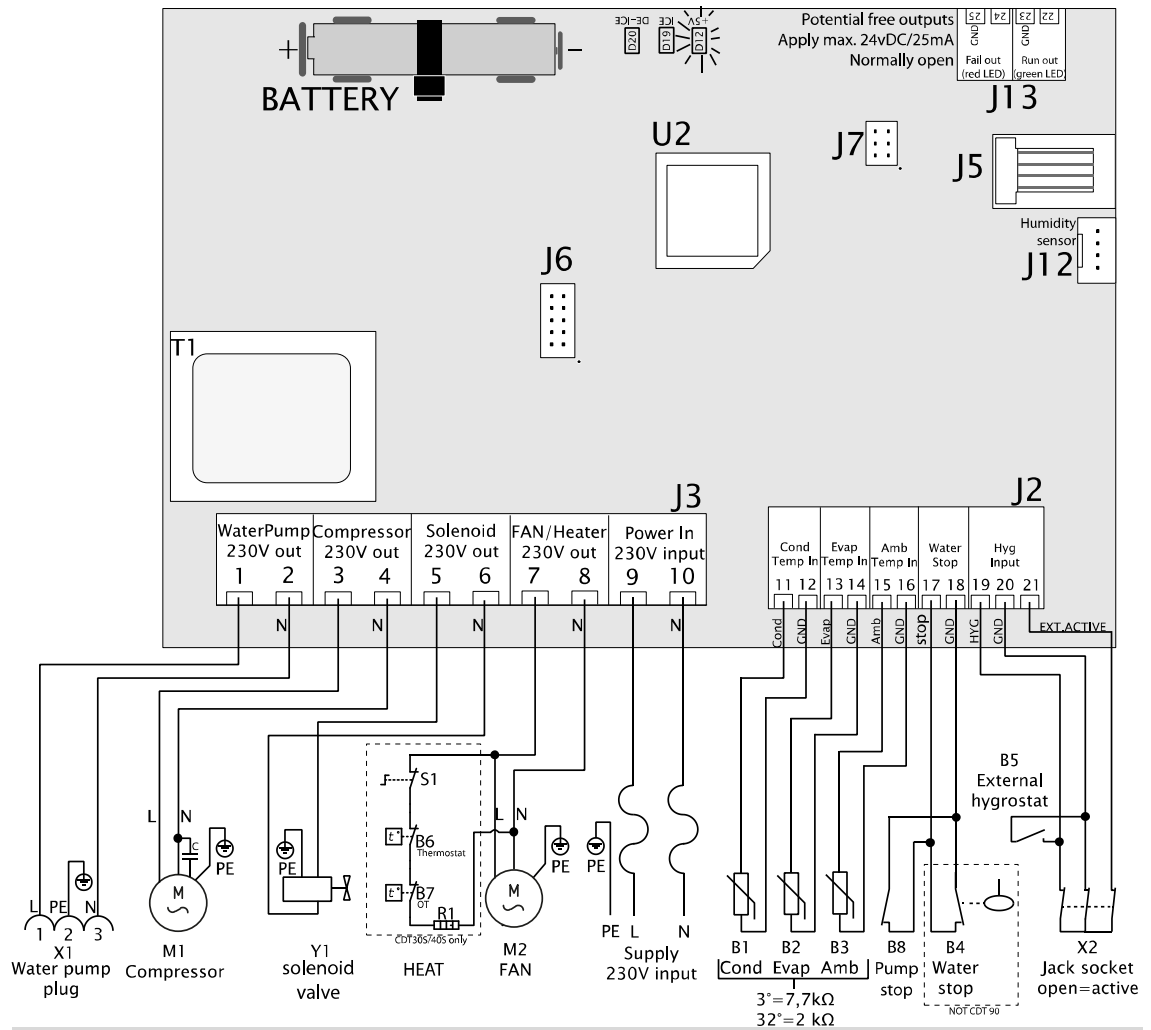 + −
BATTERY
DE-ICE ICE +5V
D20 D19 D12
Potential free outputs
Apply max. 24vDC/25mA
Normally open
25 24 23 22
GND GND
Fail out Run out
(red LED) (green LED)
J13
U2
J7
J5
Humidity
sensor
J12
J6
T1
J3
WaterPump Compressor Solenoid FAN/Heater Power In
230V out 230V out 230V out 230V out 230V input
1 2 3 4 5 6 7 8 9 10
N N N N N
J2
Cond Evap Amb Water Hyg
Temp In Temp In Temp In Stop Input
11 12 13 14 15 16 17 18 19 20 21
Cond GND Evap GND Amb GND stop GND HYG GND EXT.ACTIVE
L PE N
1 2 3
X1
Water pump
plug
L N
C
PE
M
M1
Compressor
PE
Y1
solenoid
valve
S1
t° B6
Thermostat
t° B7
OT
R1
CDT30S/40S only
HEAT
L N
PE
M
M2
FAN
PE
PE L N
Supply
230V input
B1 B2 B3
Cond Evap Amb
3°=7,7kΩ
32°=2 kΩ
B8
Pump
stop
B4
Water
stop
NOT CDT 90
B5
External
hygrostat
X2
Jack socket
open=active